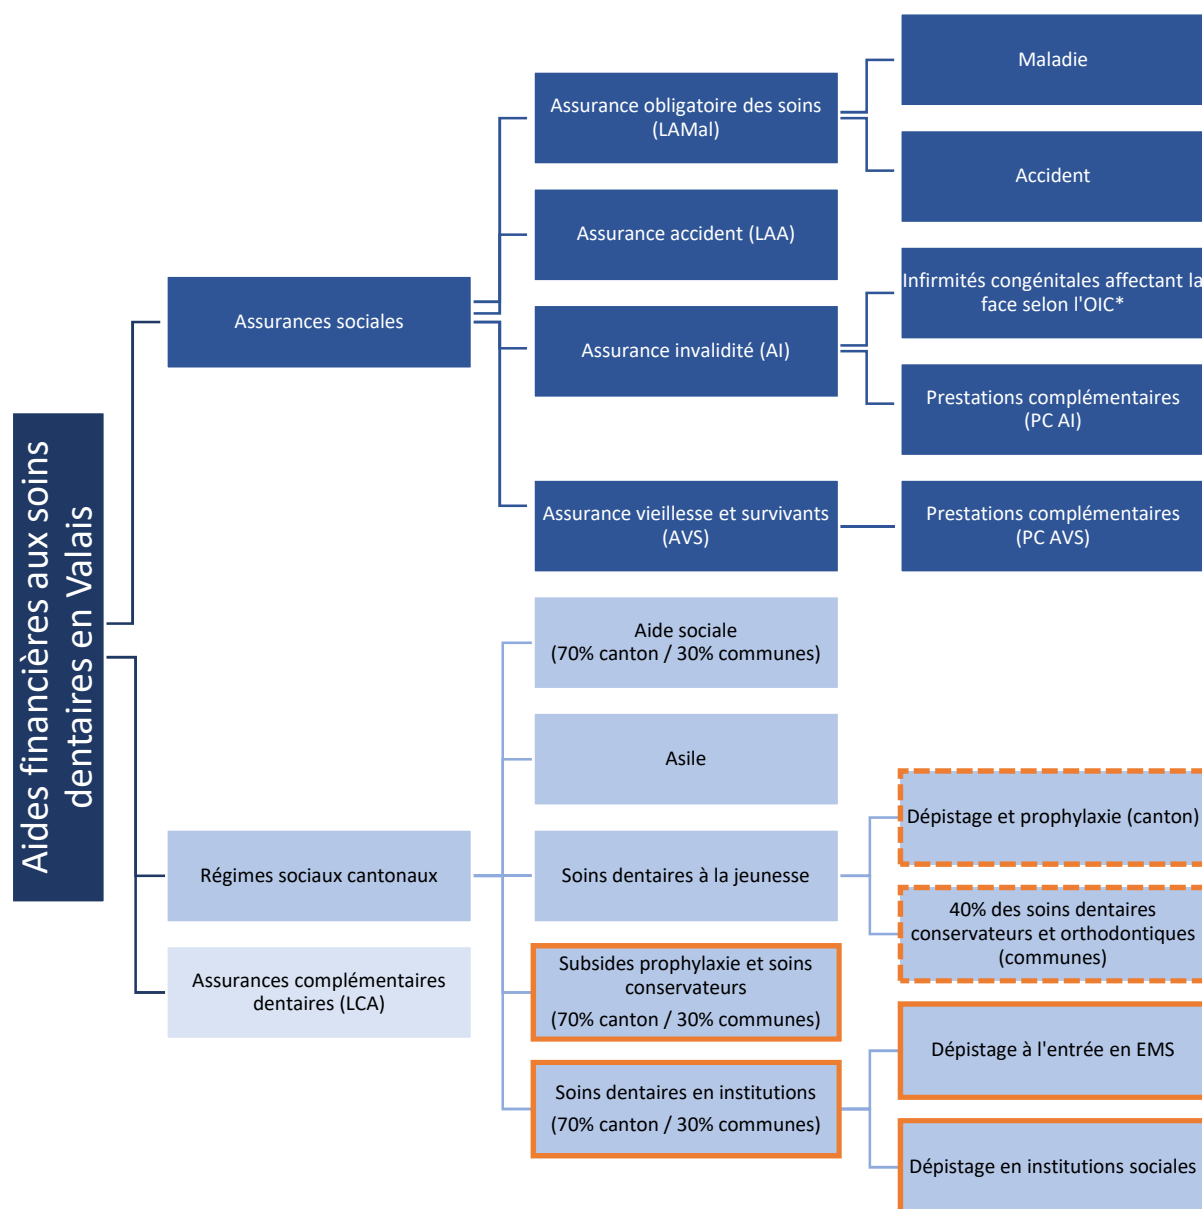 Aides financières aux soins
dentaires en Valais
Assurances sociales
Assurance obligatoire des soins
(LAMal)
Maladie
Accident
Assurance accident (LAA)
Assurance invalidité (AI)
Infirmités congénitales affectant la
face selon l'OIC*
Prestations complémentaires
(PC AI)
Assurance vieillesse et survivants
(AVS)
Prestations complémentaires
(PC AVS)
Régimes sociaux cantonaux
Aide sociale
(70% canton / 30% communes)
Asile
Soins dentaires à la jeunesse
Dépistage et prophylaxie (canton)
40% des soins dentaires
conservateurs et orthodontiques
(communes)
Subsides prophylaxie et soins
conservateurs
(70% canton / 30% communes)
Soins dentaires en institutions
(70% canton / 30% communes)
Dépistage à l'entrée en EMS
Dépistage en institutions sociales
Assurances complémentaires
dentaires (LCA)